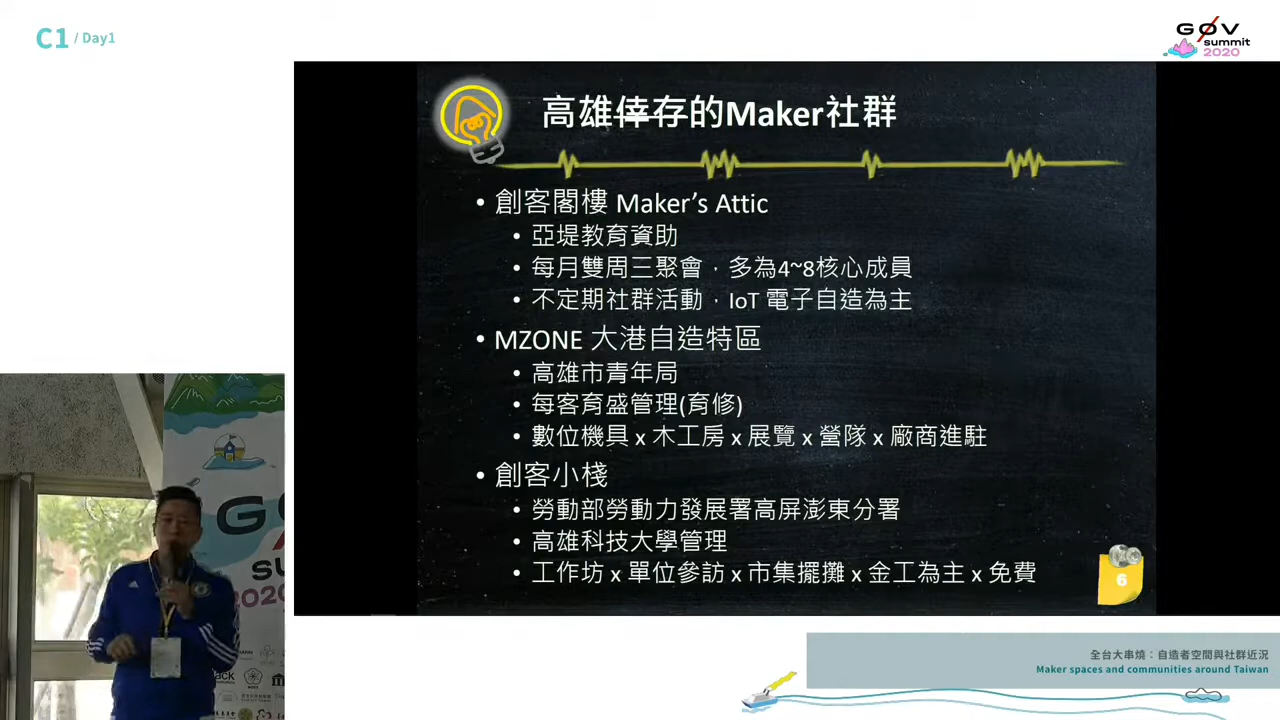 C1 / Day1
GØV
summit
2020
高雄倖存的Maker社群
• 創客閣樓 Maker's Attic
• 亞堤教育資助
• 每月雙周三聚會，多為4~8核心成員
• 不定期社群活動，IoT 電子自造為主
• MZONE 大港自造特區
• 高雄市青年局
• 每客育盛管理(育修)
• 數位機具 x 木工房 x 展覽 x 營隊 x 廠商進駐
• 創客小棧
• 勞動部勞動力發展署高屏澎東分署
• 高雄科技大學管理
• 工作坊 x 單位參訪 x 市集擺攤 x 金工為主 x 免費
6
全台大串燒：自造者空間與社群近況
Maker spaces and communities around Taiwan